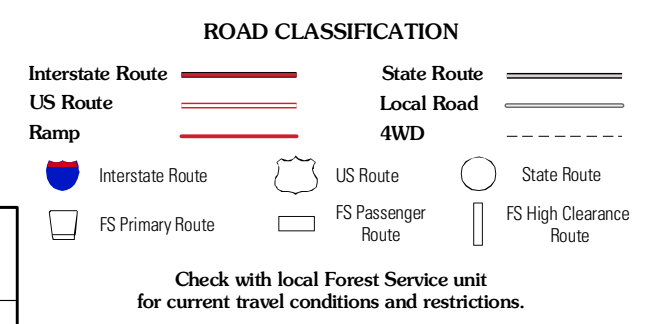 ROAD CLASSIFICATION
Interstate Route
State Route
US Route
Local Road
Ramp
4WD
Interstate Route
US Route
State Route
FS Primary Route
FS Passenger
Route
FS High Clearance
Route
Check with local Forest Service unit
for current travel conditions and restrictions.